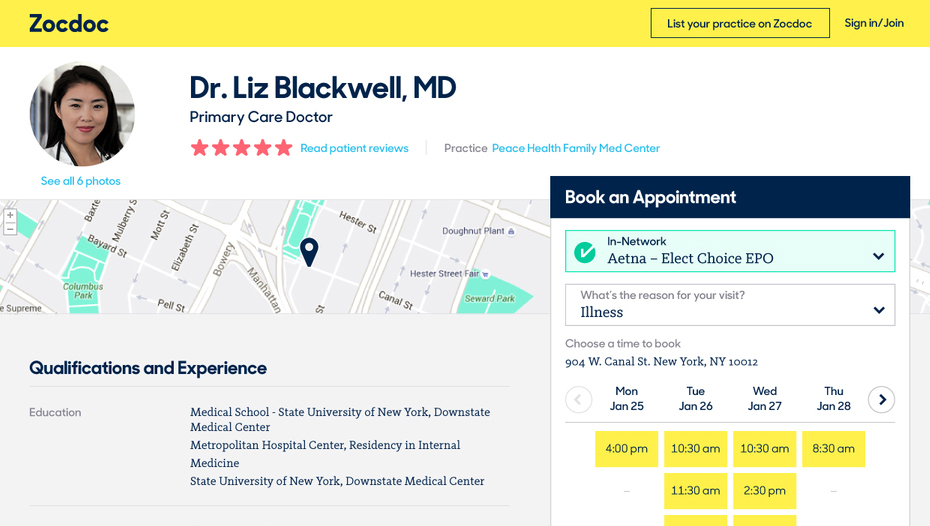 Zocdoc
List your practice on Zocdoc
Sign in/Join
Dr. Liz Blackwell, MD
Primary Care Doctor
Read patient reviews
Practice Peace Health Family Med Center
See all 6 photos
+
−
Baxte
Mulberry S
Mott St
Elizabeth St
Bayard St
Bowery
Manhattan
Hester St
Doughnut Plant
Hester Street Fair
Columbus
Park
Pell St
Canal St
St
Seward Park
e Supreme
Book an Appointment
In-Network
Aetna – Elect Choice EPO
What's the reason for your visit?
Illness
Choose a time to book
904 W. Canal St. New York, NY 10012
Mon Tue Wed Thu
Jan 25 Jan 26 Jan 27 Jan 28
4:00 pm 10:30 am 10:30 am 8:30 am
– 11:30 am 2:30 pm –
Qualifications and Experience
Education
Medical School - State University of New York, Downstate
Medical Center
Metropolitan Hospital Center, Residency in Internal
Medicine
State University of New York, Downstate Medical Center